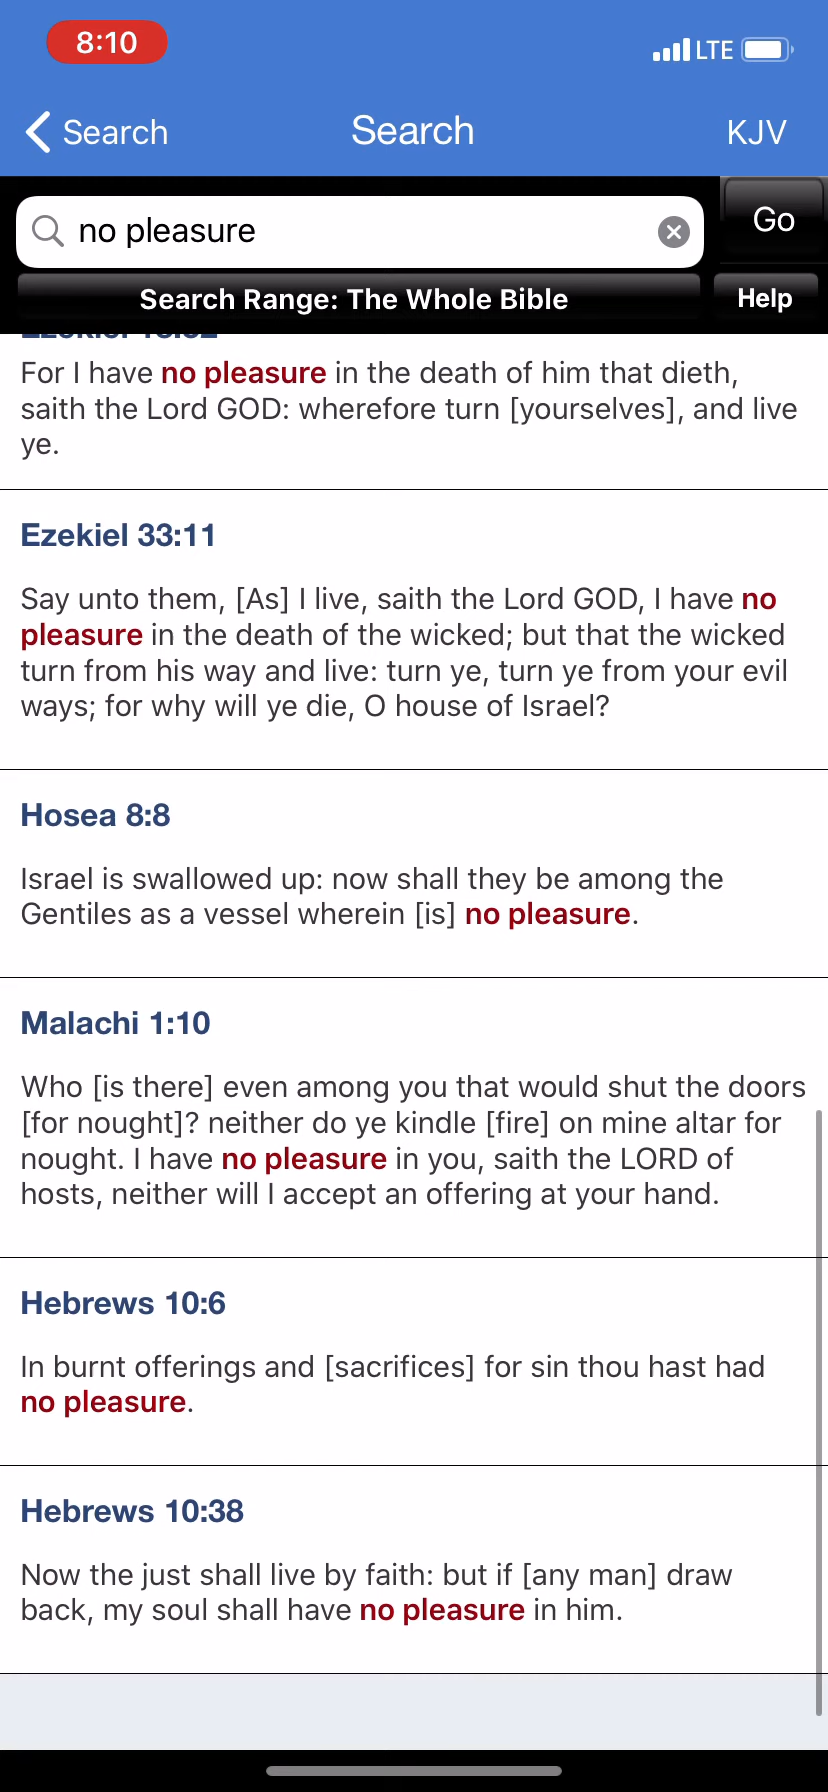 8:10
LTE
Search
Search
KJV
no pleasure
Go
Search Range: The Whole Bible
Help
For I have no pleasure in the death of him that dieth,
saith the Lord GOD: wherefore turn [yourselves], and live
ye.
Ezekiel 33:11
Say unto them, [As] I live, saith the Lord GOD, I have no
pleasure in the death of the wicked; but that the wicked
turn from his way and live: turn ye, turn ye from your evil
ways; for why will ye die, O house of Israel?
Hosea 8:8
Israel is swallowed up: now shall they be among the
Gentiles as a vessel wherein [is] no pleasure.
Malachi 1:10
Who [is there] even among you that would shut the doors
[for nought]? neither do ye kindle [fire] on mine altar for
nought. I have no pleasure in you, saith the LORD of
hosts, neither will I accept an offering at your hand.
Hebrews 10:6
In burnt offerings and [sacrifices] for sin thou hast had
no pleasure.
Hebrews 10:38
Now the just shall live by faith: but if [any man] draw
back, my soul shall have no pleasure in him.